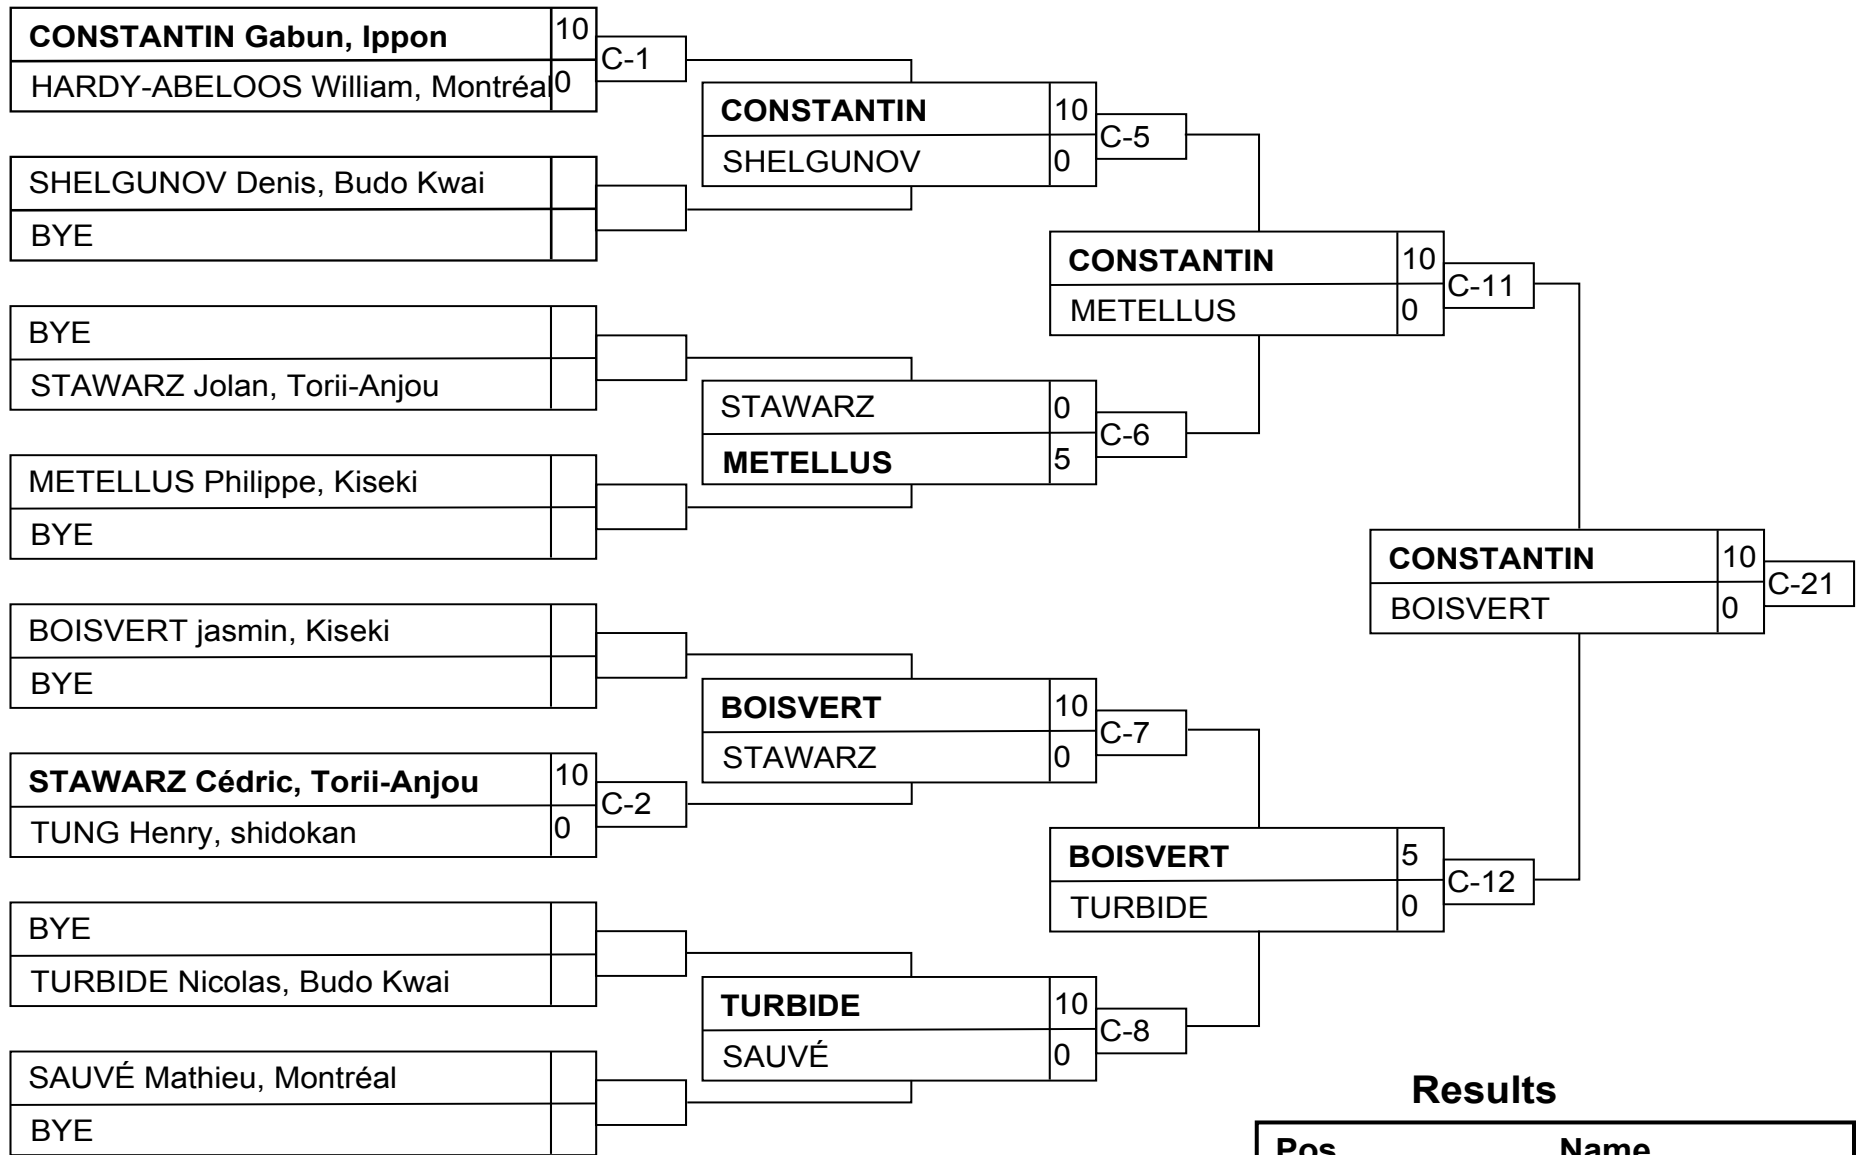 CONSTANTIN Gabun, Ippon 10
HARDY-ABELOOS William, Montréal 0
C-1
SHELGUNOV Denis, Budo Kwai
BYE
BYE
STAWARZ Jolan, Torii-Anjou
METELLUS Philippe, Kiseki
BYE
BOISVERT jasmin, Kiseki
BYE
STAWARZ Cédric, Torii-Anjou 10
TUNG Henry, shidokan 0
C-2
BYE
TURBIDE Nicolas, Budo Kwai
SAUVÉ Mathieu, Montréal
BYE
CONSTANTIN 10
SHELGUNOV 0
C-5
STAWARZ 0
METELLUS 5
C-6
BOISVERT 10
STAWARZ 0
C-7
TURBIDE 10
SAUVÉ 0
C-8
CONSTANTIN 10
METELLUS 0
C-11
BOISVERT 5
TURBIDE 0
C-12
CONSTANTIN 10
BOISVERT 0
C-21
Results
Pos Name